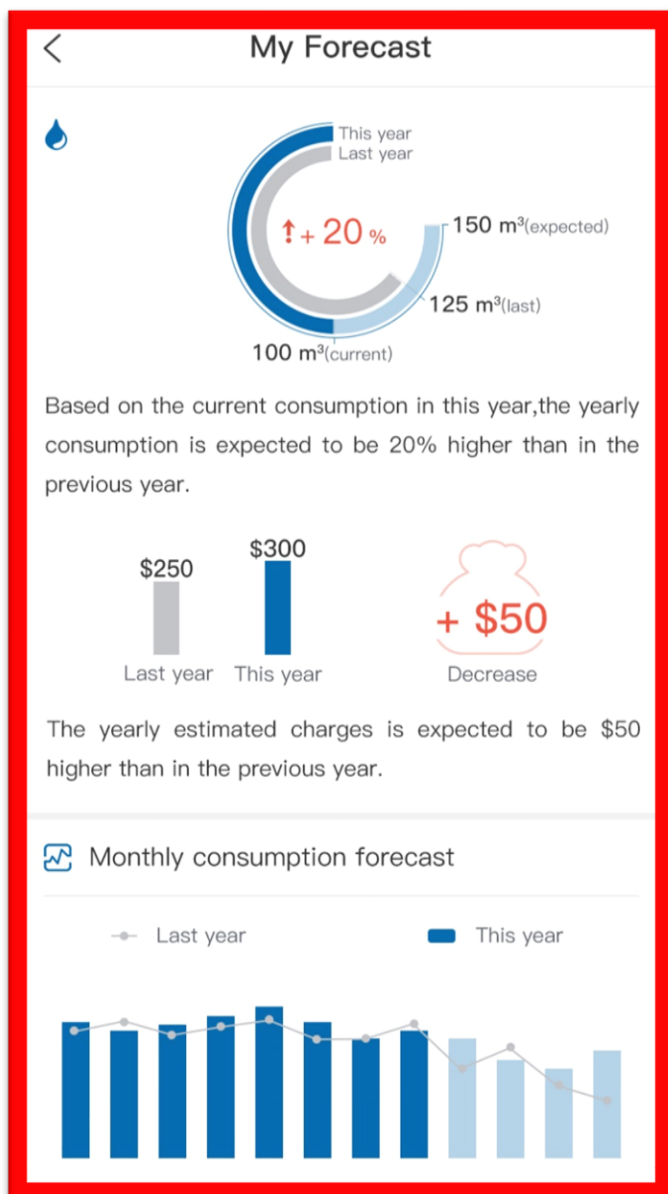 My Forecast
This year
Last year
↑+ 20 %
150 m³(expected)
125 m³(last)
100 m³(current)
Based on the current consumption in this year,the yearly
consumption is expected to be 20% higher than in the
previous year.
$250
$300
+ $50
Last year
This year
Decrease
The yearly estimated charges is expected to be $50
higher than in the previous year.
Monthly consumption forecast
Last year
This year